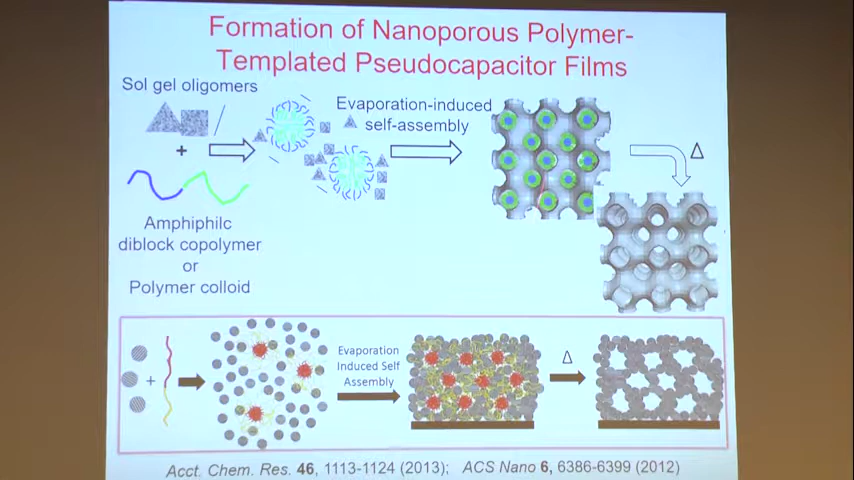 Formation of Nanoporous Polymer-
Templated Pseudocapacitor Films
Sol gel oligomers
+
Evaporation-induced
self-assembly
Δ
Amphiphilc
diblock copolymer
or
Polymer colloid
+
Evaporation
Induced Self
Assembly
Δ
Acct. Chem. Res. 46, 1113-1124 (2013); ACS Nano 6, 6386-6399 (2012)